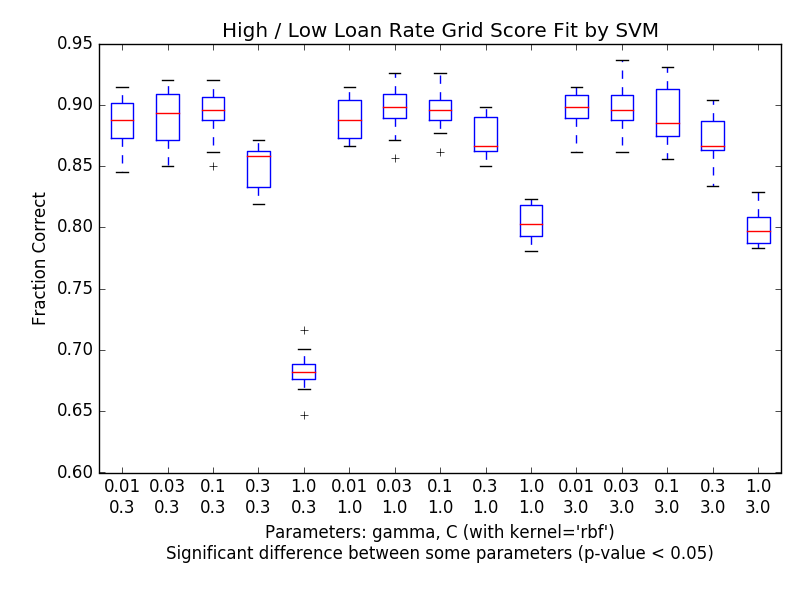 High / Low Loan Rate Grid Score Fit by SVM
0.95
0.90
0.85
0.80
0.75
0.70
0.65
0.60
Fraction Correct
0.01 0.03 0.1 0.3 1.0 0.01 0.03 0.1 0.3 1.0 0.01 0.03 0.1 0.3 1.0
0.3 0.3 0.3 0.3 0.3 1.0 1.0 1.0 1.0 1.0 3.0 3.0 3.0 3.0 3.0
Parameters: gamma, C (with kernel='rbf')
Significant difference between some parameters (p-value < 0.05)